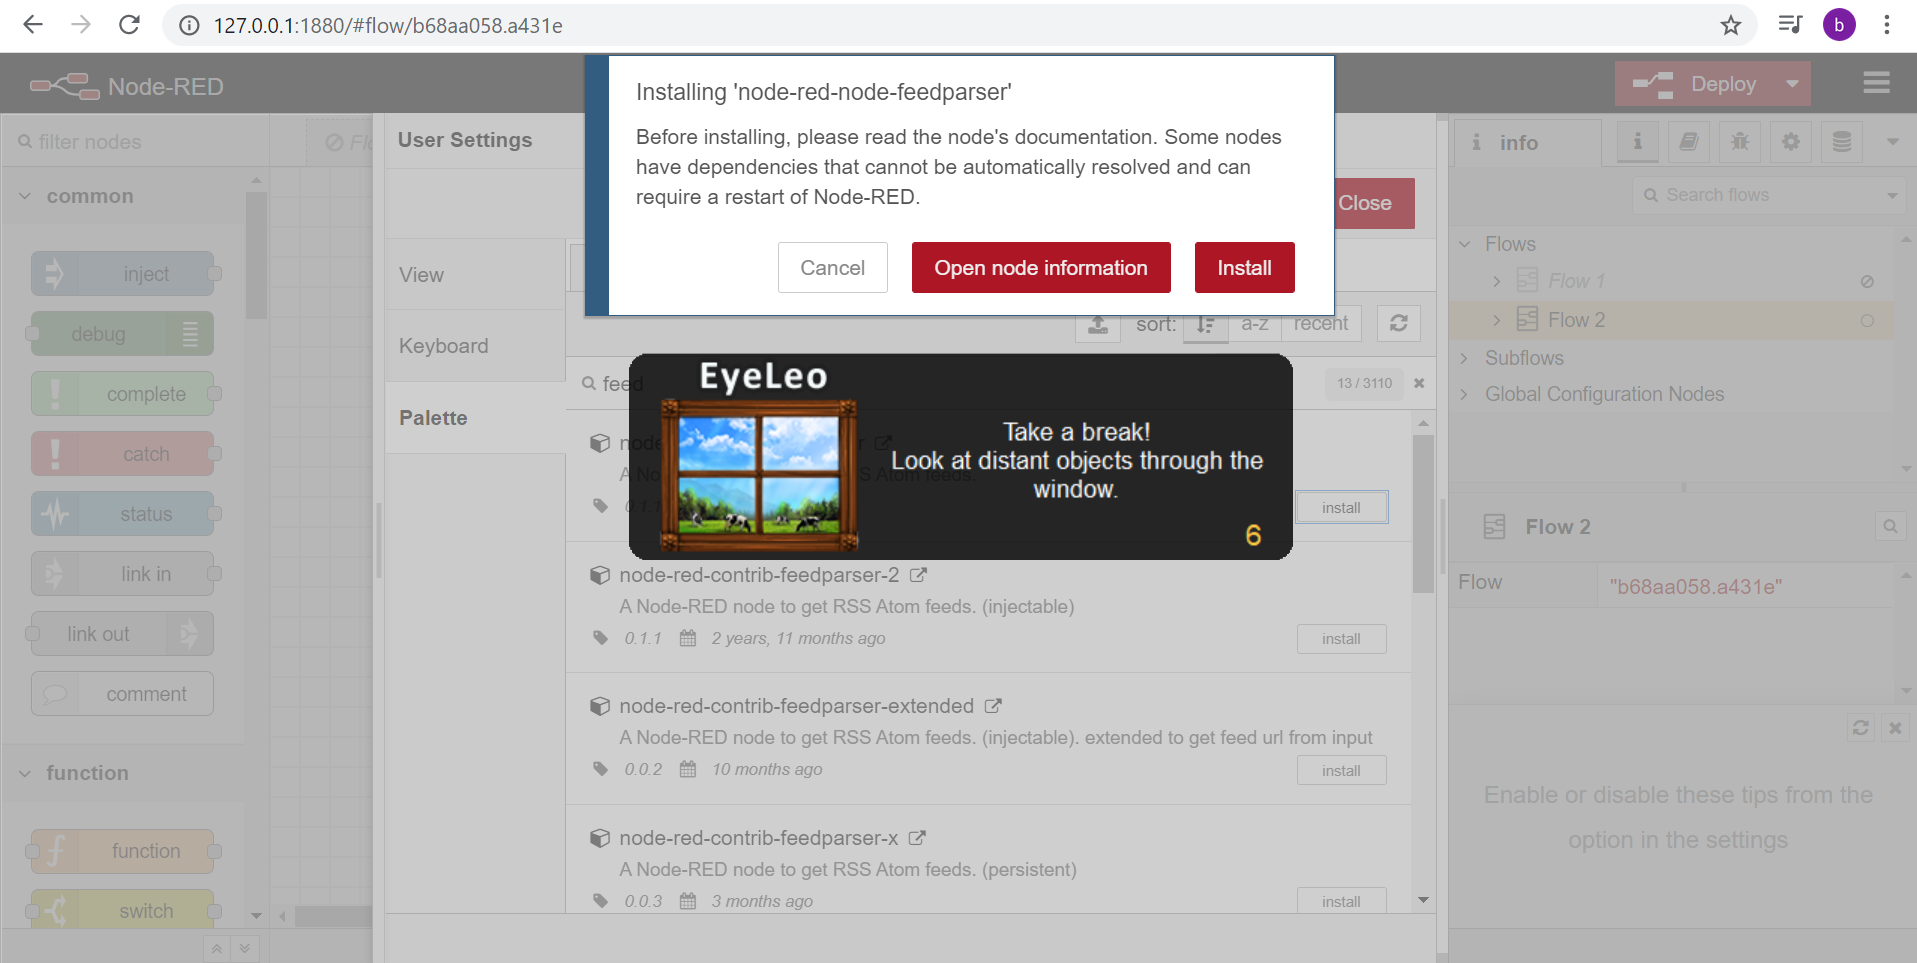 127.0.0.1:1880/#flow/b68aa058.a431e
b
Node-RED
Deploy
Installing 'node-red-node-feedparser'
Before installing, please read the node's documentation. Some nodes
have dependencies that cannot be automatically resolved and can
require a restart of Node-RED.
Cancel
Open node information
Install
filter nodes
common
inject
debug
complete
catch
status
link in
link out
comment
function
function
switch
User Settings
Close
View
Keyboard
Palette
sort:
a-z
recent
feed
13 / 3110
EyeLeo
Take a break!
Look at distant objects through the
window.
6
install
node-red-contrib-feedparser-2
A Node-RED node to get RSS Atom feeds. (injectable)
0.1.1 2 years, 11 months ago
install
node-red-contrib-feedparser-extended
A Node-RED node to get RSS Atom feeds. (injectable). extended to get feed url from input
0.0.2 10 months ago
install
node-red-contrib-feedparser-x
A Node-RED node to get RSS Atom feeds. (persistent)
0.0.3 3 months ago
install
info
Search flows
Flows
Flow 1
Flow 2
Subflows
Global Configuration Nodes
Flow 2
Flow "b68aa058.a431e"
Enable or disable these tips from the
option in the settings